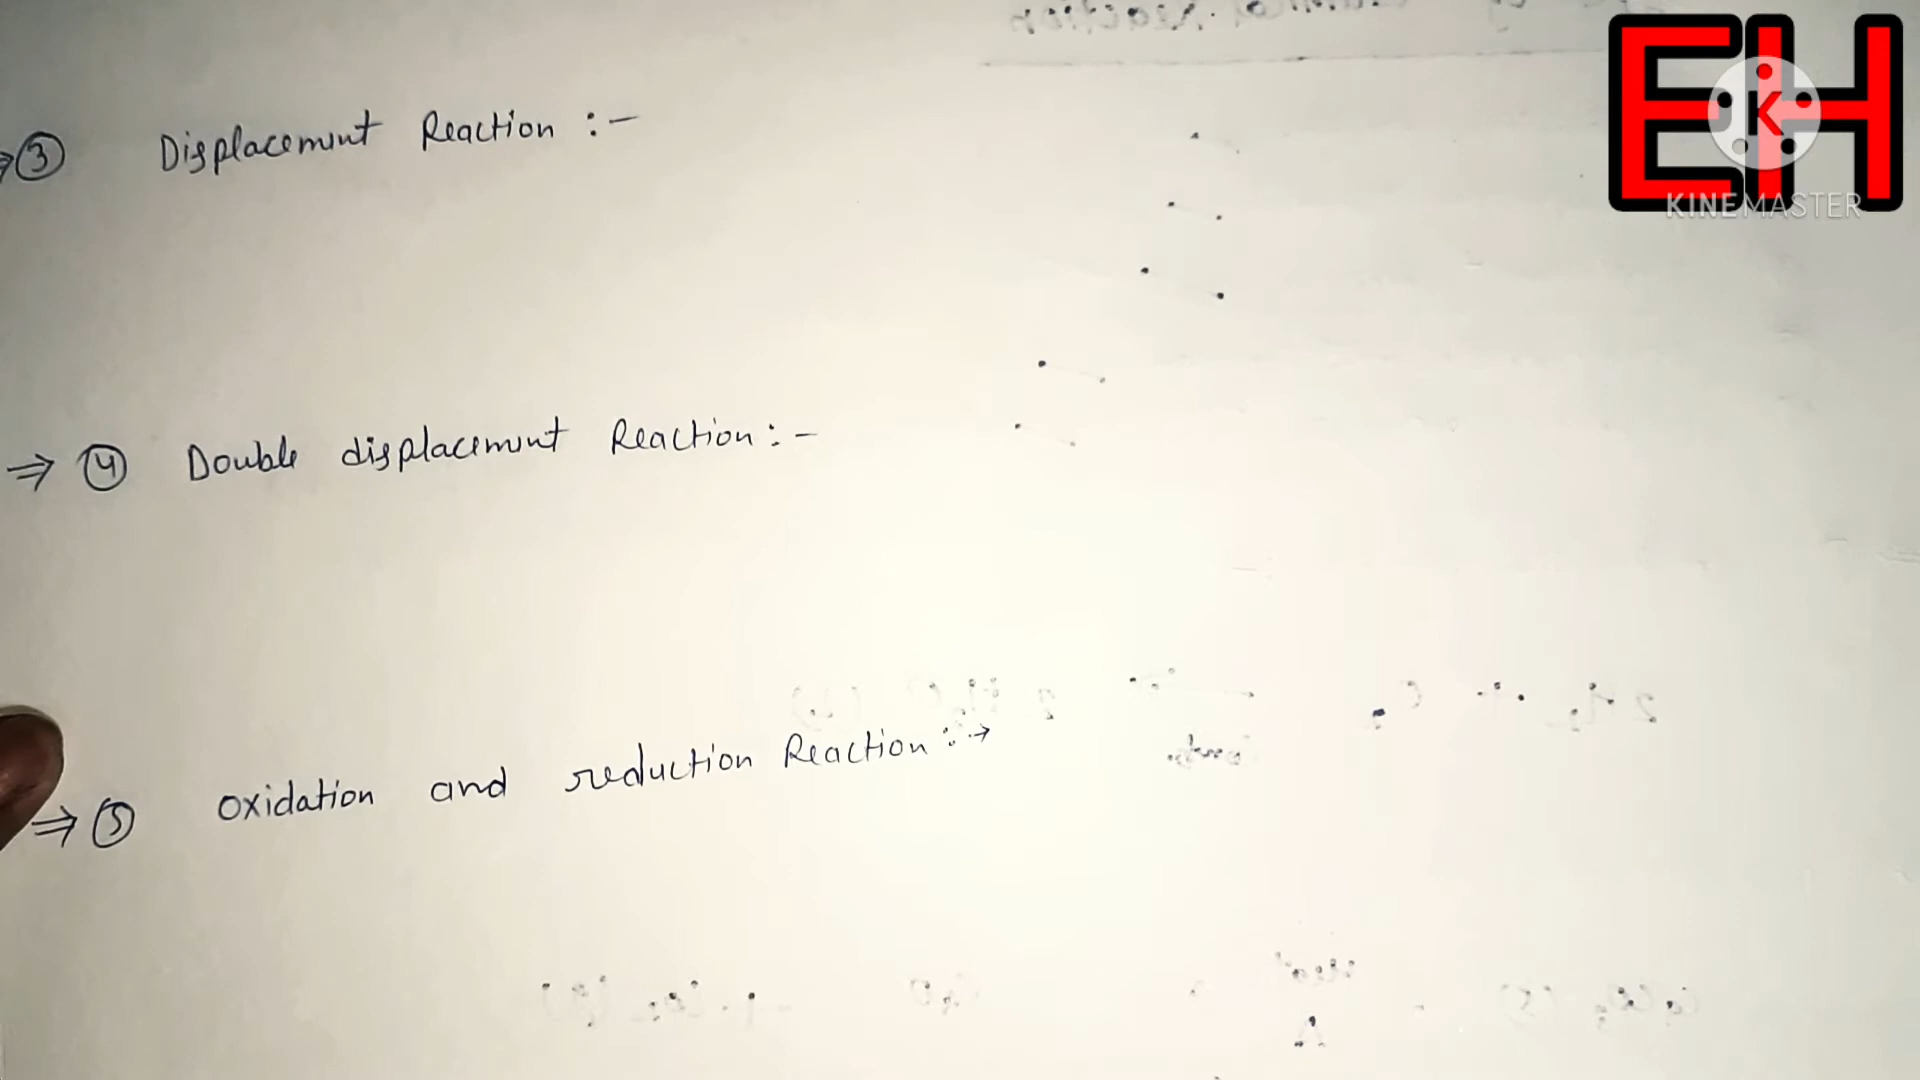 EH
K
KINEMASTER
⇒ ③ Displacement Reaction :-
⇒ ④ Double displacement Reaction :-
⇒ ⑤ oxidation and reduction Reaction :→